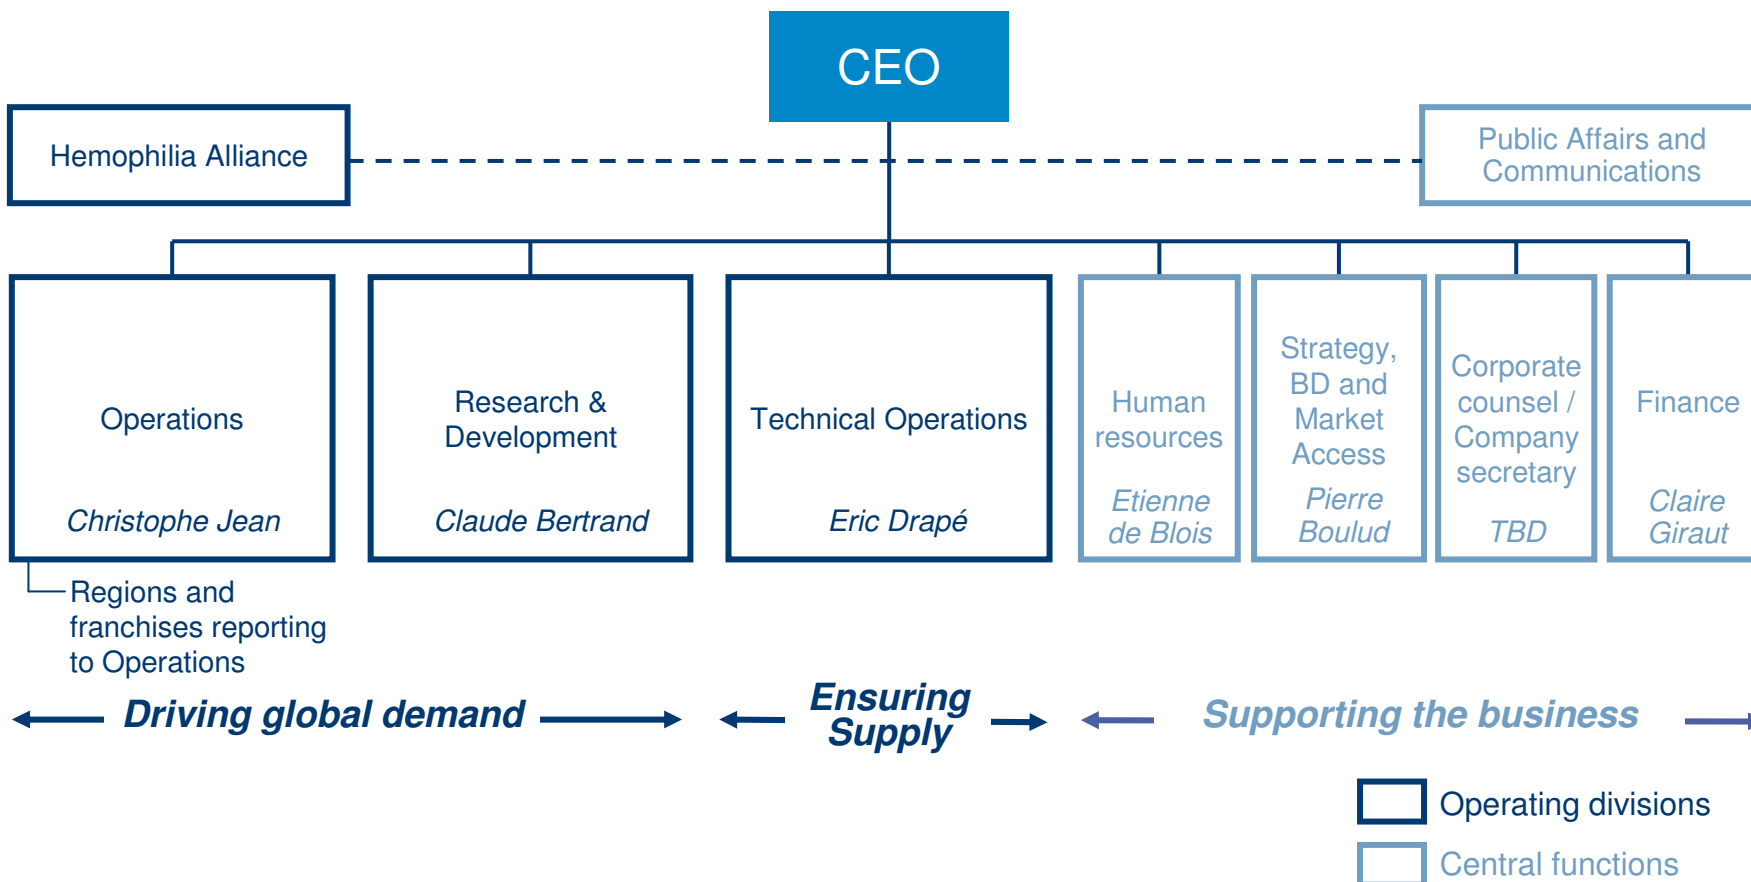 CEO
Hemophilia Alliance
Public Affairs and
Communications
Operations
Christophe Jean
Research &
Development
Claude Bertrand
Technical Operations
Eric Drapé
Human
resources
Etienne
de Blois
Strategy,
BD and
Market
Access
Pierre
Boulud
Corporate
counsel /
Company
secretary
TBD
Finance
Claire
Giraut
Regions and
franchises reporting
to Operations
Driving global demand
Ensuring
Supply
Supporting the business
Operating divisions
Central functions